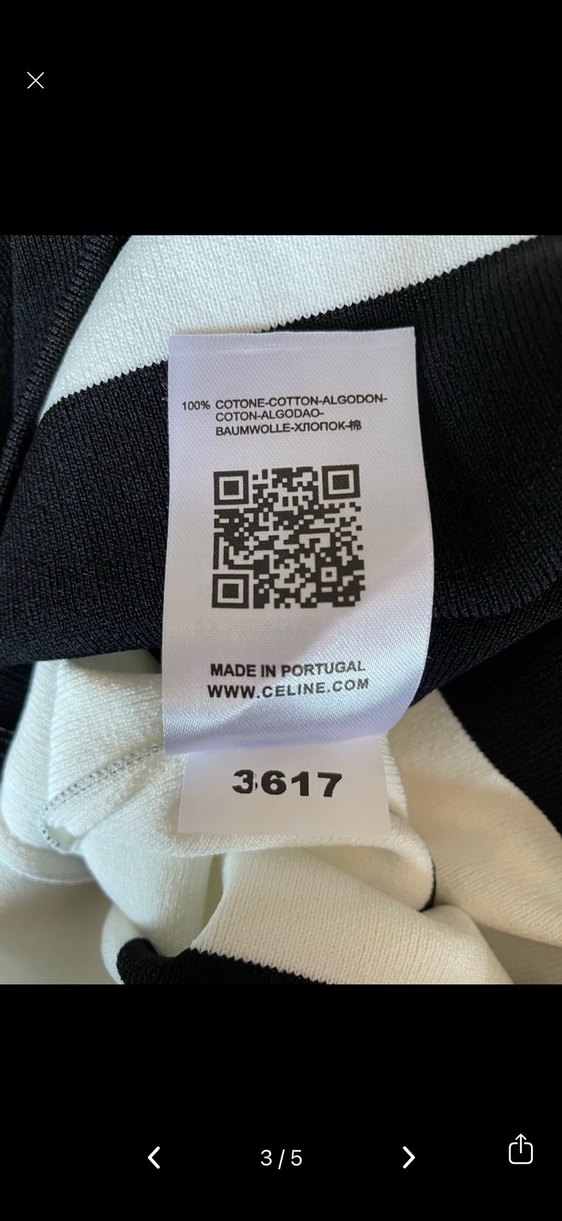 100% COTONE-COTTON-ALGODON-
COTON-ALGODAO-
BAUMWOLLE-ХЛОПОК-棉
MADE IN PORTUGAL
WWW.CELINE.COM
3617
3/5